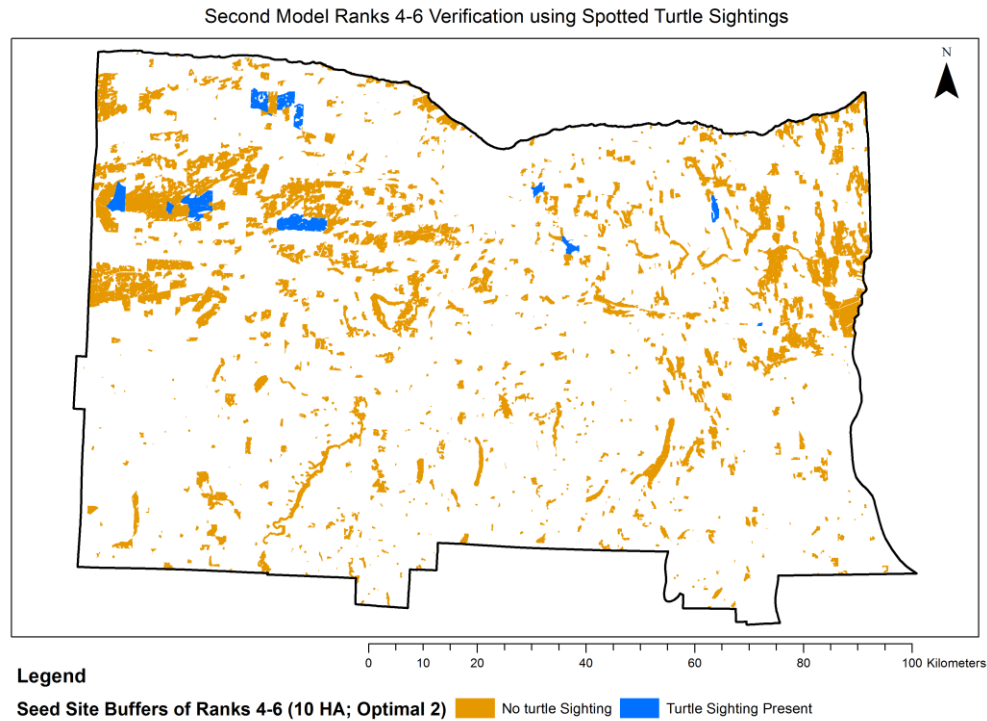 Second Model Ranks 4-6 Verification using Spotted Turtle Sightings
N
0 10 20 40 60 80 100 Kilometers
Legend
Seed Site Buffers of Ranks 4-6 (10 HA; Optimal 2) No turtle Sighting Turtle Sighting Present